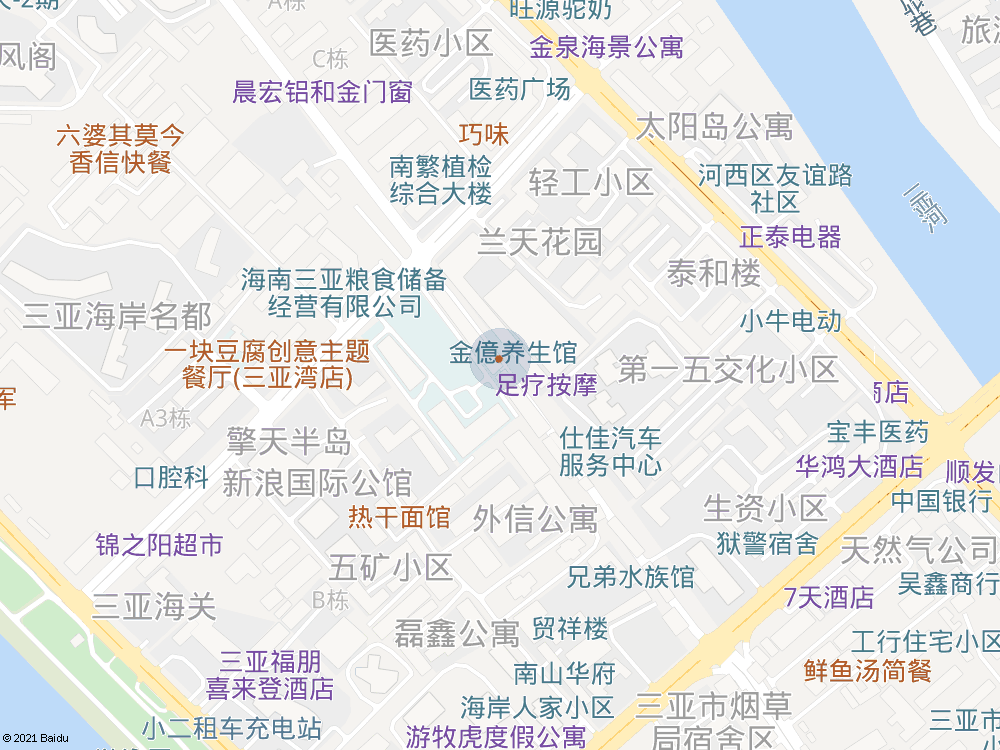 A栋
旺源驼奶
风阁
C栋
医药小区
金泉海景公寓
晨宏铝和金门窗
医药广场
六婆其莫今
香信快餐
巧味
太阳岛公寓
南繁植检
综合大楼
轻工小区
河西区友谊路
社区
三亚河
兰天花园
正泰电器
海南三亚粮食储备
经营有限公司
泰和楼
三亚海岸名都
小牛电动
一块豆腐创意主题
餐厅(三亚湾店)
金億养生馆
足疗按摩
第一五交化小区
军
商店
A3栋
擎天半岛
仕佳汽车
服务中心
宝丰医药
口腔科
新浪国际公馆
华鸿大酒店
顺发
中国银行
热干面馆
外信公寓
生资小区
锦之阳超市
狱警宿舍
天然气公司
五矿小区
兄弟水族馆
吴鑫商行
7天酒店
三亚海关
B栋
磊鑫公寓
贸祥楼
工行住宅小区
三亚福朋
喜来登酒店
南山华府
鲜鱼汤简餐
海岸人家小区
三亚市烟草
局宿舍区
三亚市
小二租车充电站
游牧虎度假公寓
© 2021 Baidu